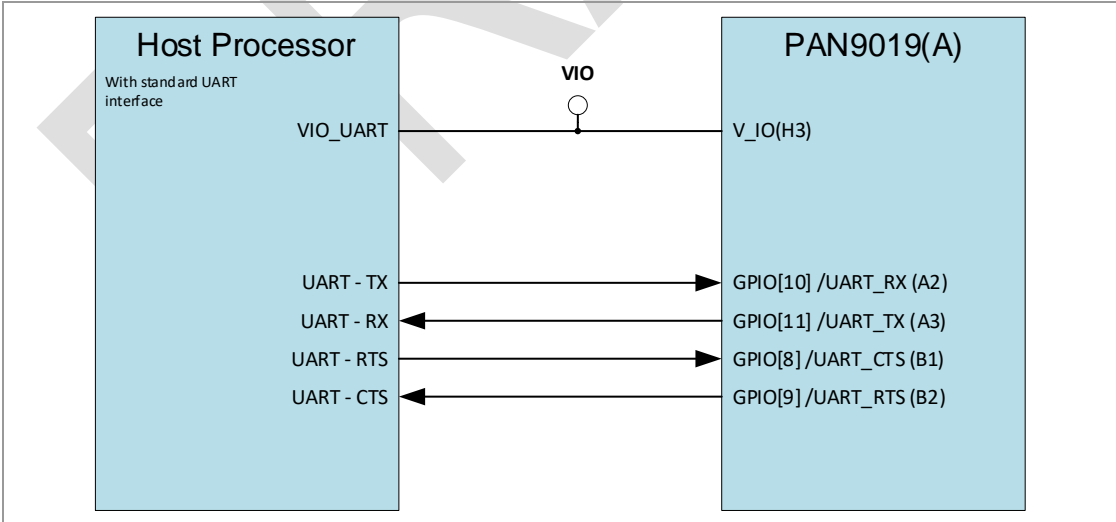 Host Processor
With standard UART
interface
PAN9019(A)
VIO
VIO_UART
V_IO(H3)
UART - TX
GPIO[10] /UART_RX (A2)
UART - RX
GPIO[11] /UART_TX (A3)
UART - RTS
GPIO[8] /UART_CTS (B1)
UART - CTS
GPIO[9] /UART_RTS (B2)